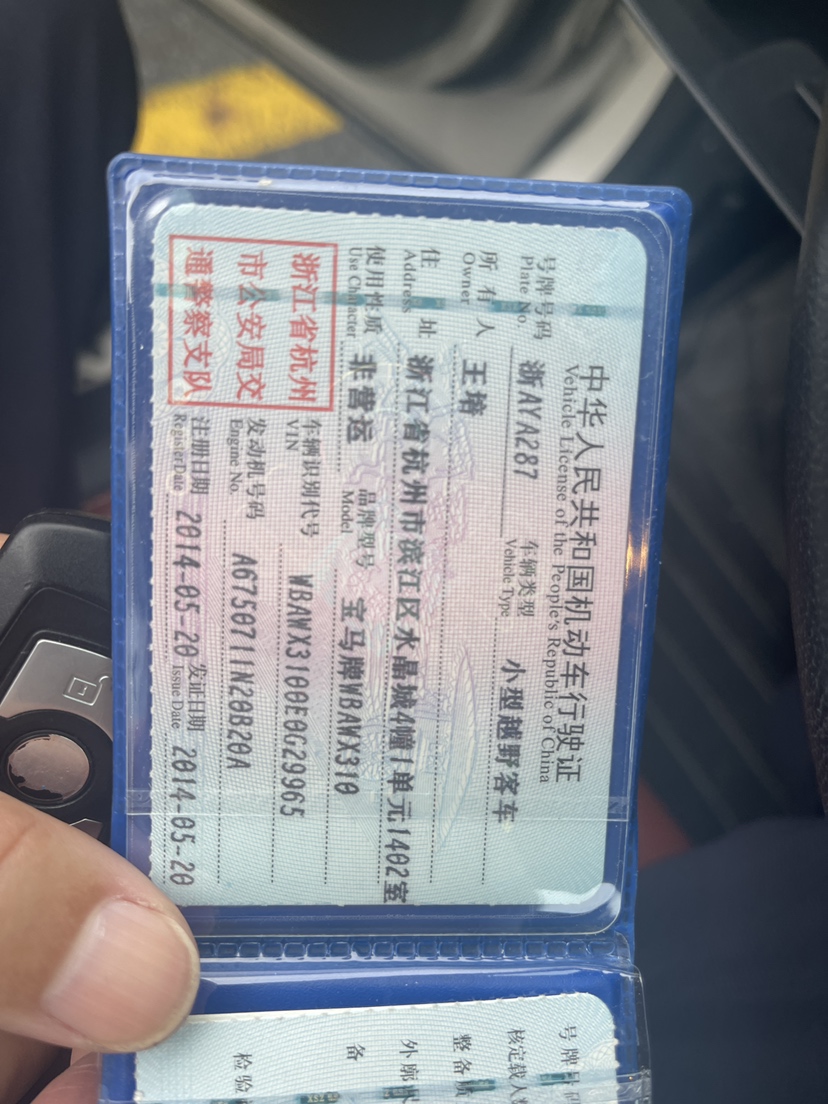 中华人民共和国机动车行驶证
Vehicle License of the People's Republic of China
号牌号码 浙AYA287 车辆类型 小型越野客车
Plate No. Vehicle Type
所有人 王培
Owner
住址 浙江省杭州市滨江区水晶城4幢1单元1402室
Address
使用性质 非营运 品牌型号 宝马牌WBAWX310
Use Character Model
浙江省杭州
市公安局交
通警察支队
车辆识别代号 WBAWX3100E0G29965
VIN
发动机号码 A6750711N20B20A
Engine No.
注册日期 2014-05-20 发证日期 2014-05-20
Register Date Issue Date
号牌号
核定载人
整备质
外廓
备
检验